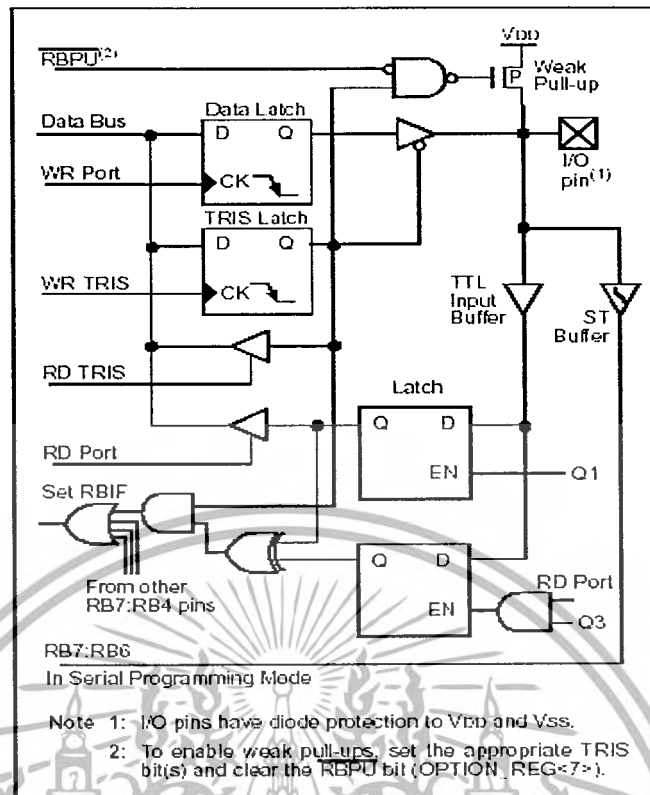 VDD
RBPU(2)
Weak
Pull-up
P
Data Bus
Data Latch
D Q
WR Port
CK
I/O
pin(1)
TRIS Latch
D Q
WR TRIS
CK
TTL
Input
Buffer
ST
Buffer
RD TRIS
Latch
Q D
RD Port
EN
Q1
Set RBIF
Q D
RD Port
EN
Q3
From other
RB7:RB4 pins
RB7:RB6
In Serial Programming Mode
Note 1: I/O pins have diode protection to VDD and VSS.
2: To enable weak pull-ups, set the appropriate TRIS
bit(s) and clear the RBPU bit (OPTION_REG<7>).